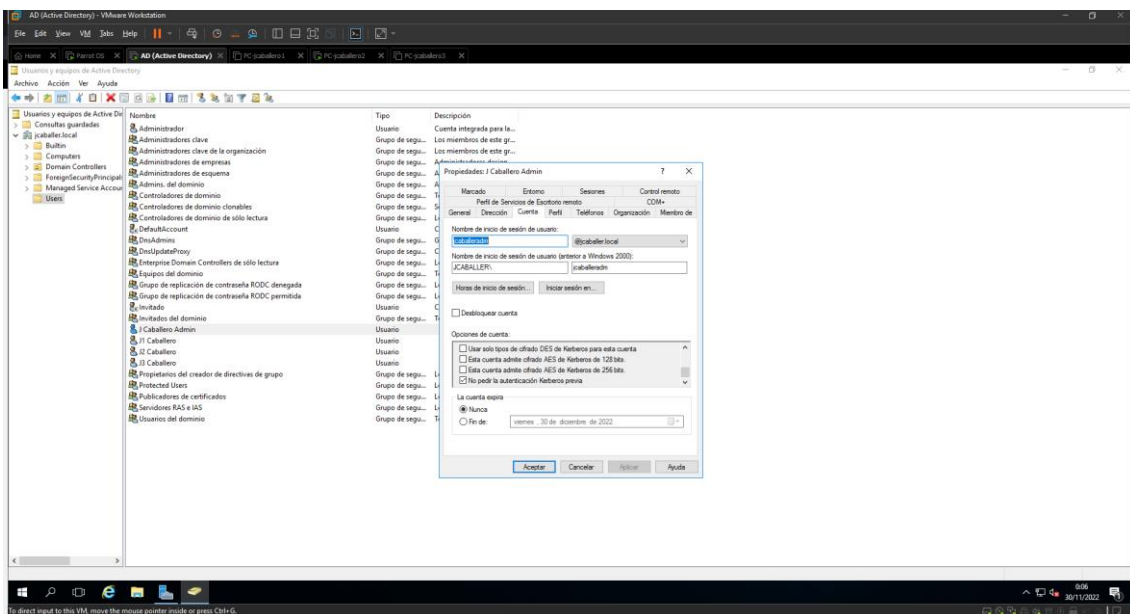 AD (Active Directory) - VMware Workstation
File Edit View VM Tabs Help
Home Parrot OS AD (Active Directory) PC-jcaballero1 PC-jcaballero2 PC-jcaballero3
Usuarios y equipos de Active Directory
Archivo Acción Ver Ayuda
Usuarios y equipos de Active Dir
Consultas guardadas
jcaballer.local
Builtin
Computers
Domain Controllers
ForeignSecurityPrincipals
Managed Service Accoun
Users
Nombre Tipo Descripción
Administrador Usuario Cuenta integrada para la...
Administradores clave Grupo de segu... Los miembros de este gr...
Administradores clave de la organización Grupo de segu... Los miembros de este gr...
Administradores de empresas Grupo de segu... Administradores design
Administradores de esquema Grupo de segu... A
Admins. del dominio Grupo de segu... A
Controladores de dominio Grupo de segu... T
Controladores de dominio clonables Grupo de segu...
Controladores de dominio de sólo lectura Grupo de segu... L
DefaultAccount Usuario C
DnsAdmins Grupo de segu... G
DnsUpdateProxy Grupo de segu... C
Enterprise Domain Controllers de sólo lectura Grupo de segu... L
Equipos del dominio Grupo de segu... T
Grupo de replicación de contraseña RODC denegada Grupo de segu... L
Grupo de replicación de contraseña RODC permitida Grupo de segu... L
Invitado Usuario C
Invitados del dominio Grupo de segu... T
J Caballero Admin Usuario
J1 Caballero Usuario
J2 Caballero Usuario
J3 Caballero Usuario
Propietarios del creador de directivas de grupo Grupo de segu... L
Protected Users Grupo de segu... L
Publicadores de certificados Grupo de segu... L
Servidores RAS e IAS Grupo de segu... L
Usuarios del dominio Grupo de segu... T
Propiedades: J Caballero Admin ? X
Marcado Entorno Sesiones Control remoto
Perfil de Servicios de Escritorio remoto COM+
General Dirección Cuenta Perfil Teléfonos Organización Miembro de
Nombre de inicio de sesión de usuario:
jcaballeradm @jcaballer.local
Nombre de inicio de sesión de usuario (anterior a Windows 2000):
JCABALLER\ jcaballeradm
Horas de inicio de sesión... Iniciar sesión en...
Desbloquear cuenta
Opciones de cuenta:
Usar solo tipos de cifrado DES de Kerberos para esta cuenta
Esta cuenta admite cifrado AES de Kerberos de 128 bits.
Esta cuenta admite cifrado AES de Kerberos de 256 bits.
No pedir la autenticación Kerberos previa
La cuenta expira
Nunca
Fin de: viernes , 30 de diciembre de 2022
Aceptar Cancelar Aplicar Ayuda
0:06
30/11/2022
To direct input to this VM, move the mouse pointer inside or press Ctrl+G.